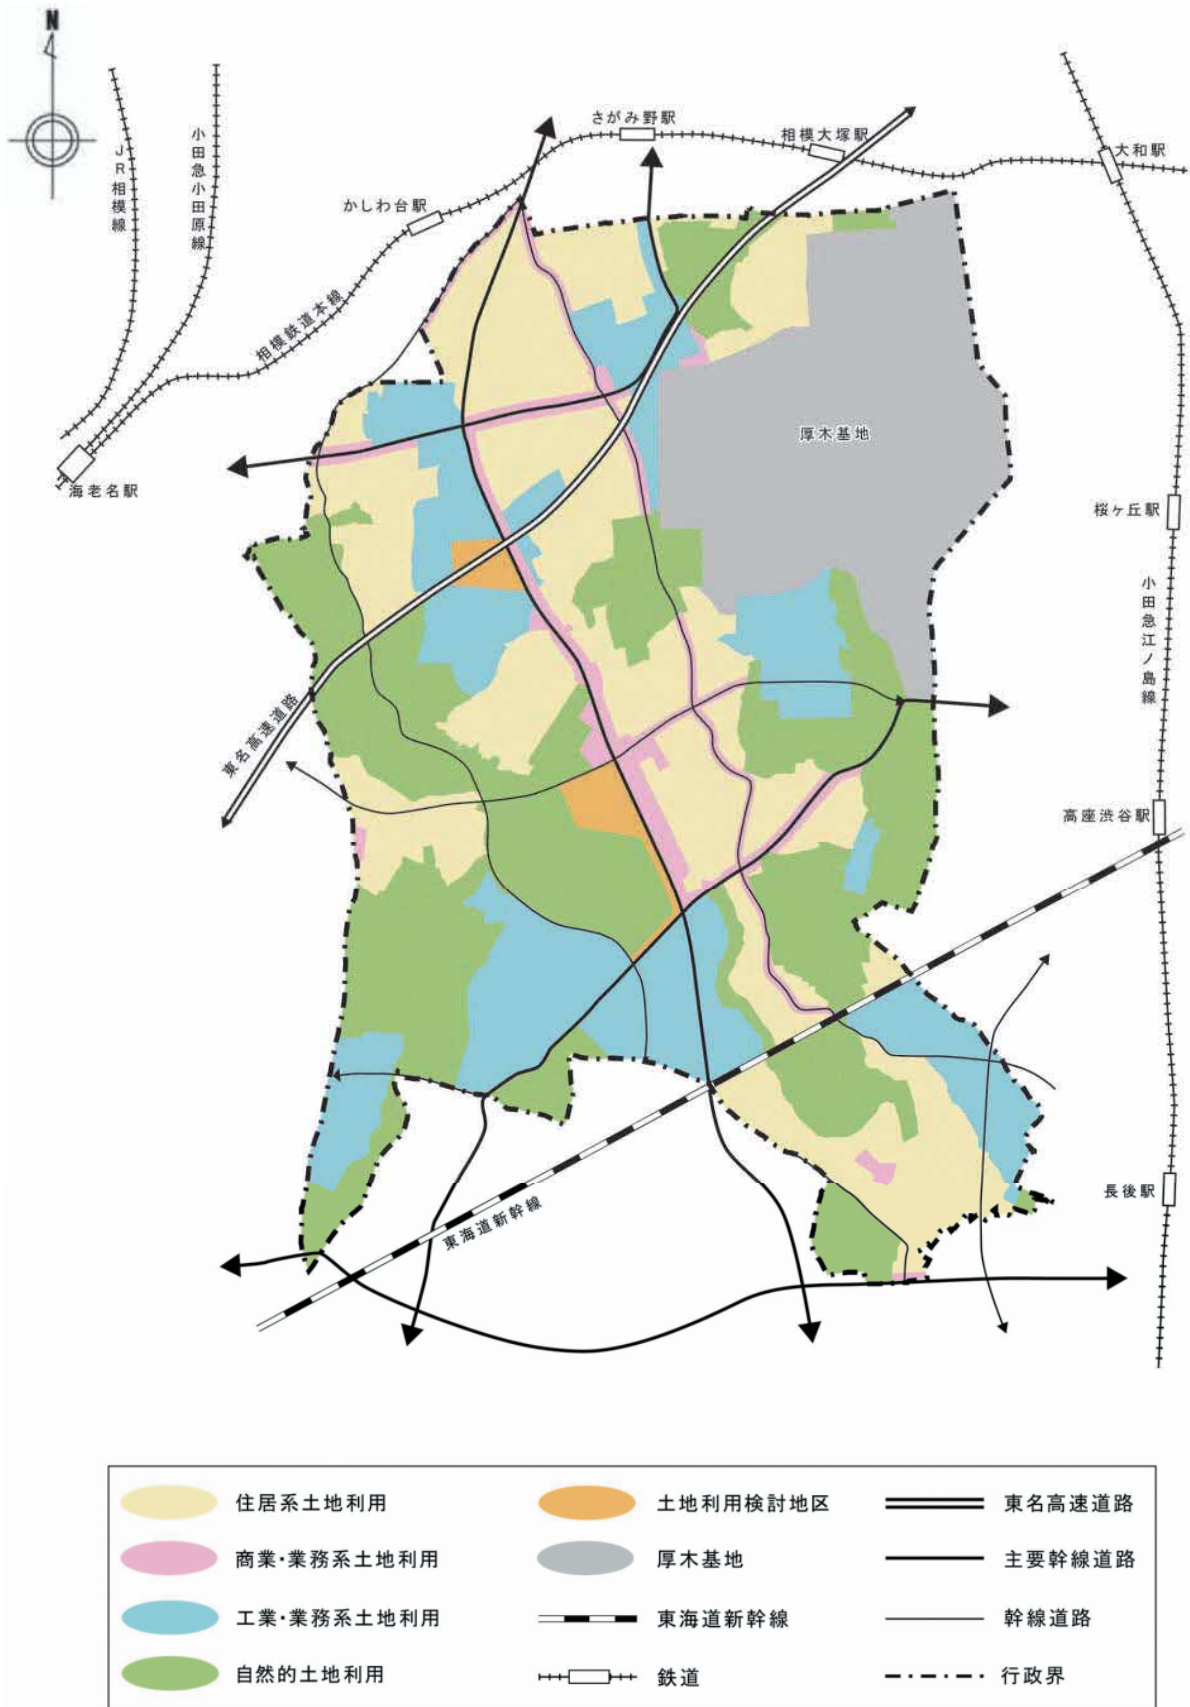 N
さがみ野駅
相模大塚駅
大和駅
JR相模線
小田急小田原線
かしわ台駅
相模鉄道本線
厚木基地
海老名駅
桜ヶ丘駅
小田急江ノ島線
東名高速道路
高座渋谷駅
長後駅
東海道新幹線
住居系土地利用
土地利用検討地区
東名高速道路
商業・業務系土地利用
厚木基地
主要幹線道路
工業・業務系土地利用
東海道新幹線
幹線道路
自然的土地利用
鉄道
行政界